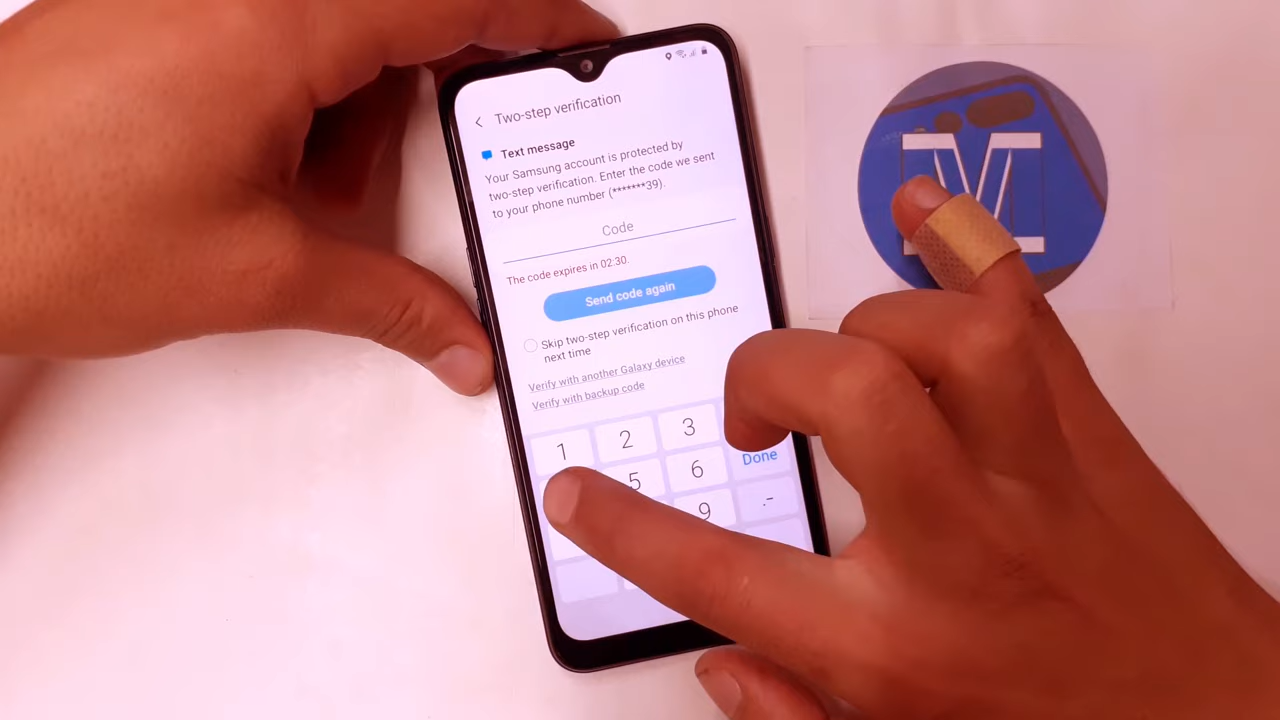 Two-step verification
Text message
Your Samsung account is protected by
two-step verification. Enter the code we sent
to your phone number (*******39).
Code
The code expires in 02:30.
Send code again
Skip two-step verification on this phone
next time
Verify with another Galaxy device
Verify with backup code
1 2 3
Done
5 6
9 .-